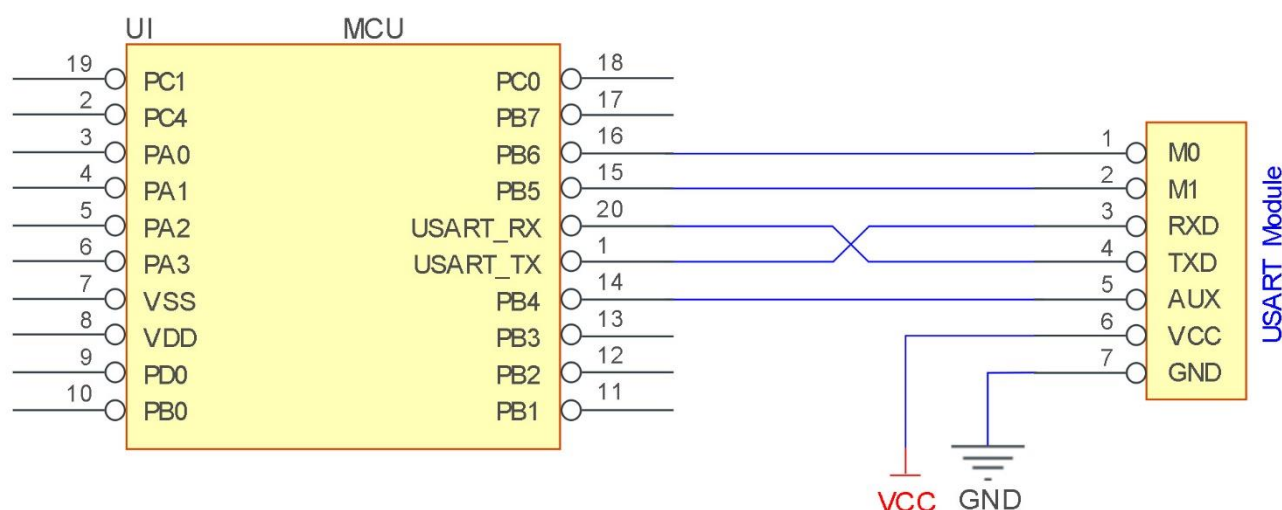 UI MCU
19 PC1 PC0 18
2 PC4 PB7 17
3 PA0 PB6 16 1 M0
4 PA1 PB5 15 2 M1
5 PA2 USART_RX 20 3 RXD
6 PA3 USART_TX 1 4 TXD
7 VSS PB4 14 5 AUX
8 VDD PB3 13 6 VCC
9 PD0 PB2 12 7 GND
10 PB0 PB1 11
USART Module
VCC GND